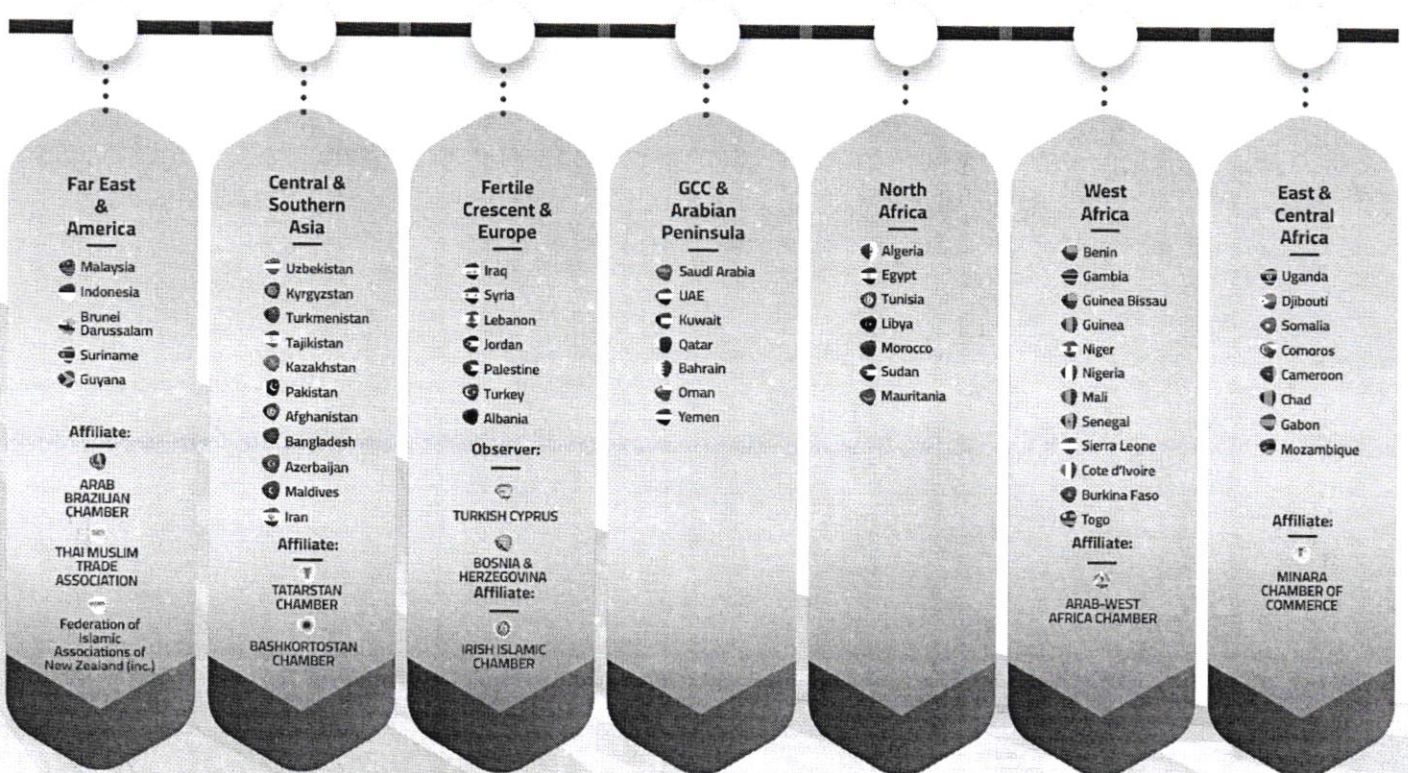 Far East
&
America
Malaysia
Indonesia
Brunei
Darussalam
Suriname
Guyana
Affiliate:
ARAB
BRAZILIAN
CHAMBER
THAI MUSLIM
TRADE
ASSOCIATION
Federation of
Islamic
Associations of
New Zealand (inc.)
Central &
Southern
Asia
Uzbekistan
Kyrgyzstan
Turkmenistan
Tajikistan
Kazakhstan
Pakistan
Afghanistan
Bangladesh
Azerbaijan
Maldives
Iran
Affiliate:
TATARSTAN
CHAMBER
BASHKORTOSTAN
CHAMBER
Fertile
Crescent &
Europe
Iraq
Syria
Lebanon
Jordan
Palestine
Turkey
Albania
Observer:
TURKISH CYPRUS
BOSNIA &
HERZEGOVINA
Affiliate:
IRISH ISLAMIC
CHAMBER
GCC &
Arabian
Peninsula
Saudi Arabia
UAE
Kuwait
Qatar
Bahrain
Oman
Yemen
North
Africa
Algeria
Egypt
Tunisia
Libya
Morocco
Sudan
Mauritania
West
Africa
Benin
Gambia
Guinea Bissau
Guinea
Niger
Nigeria
Mali
Senegal
Sierra Leone
Cote d'Ivoire
Burkina Faso
Togo
Affiliate:
ARAB-WEST
AFRICA CHAMBER
East &
Central
Africa
Uganda
Djibouti
Somalia
Comoros
Cameroon
Chad
Gabon
Mozambique
Affiliate:
MINARA
CHAMBER OF
COMMERCE